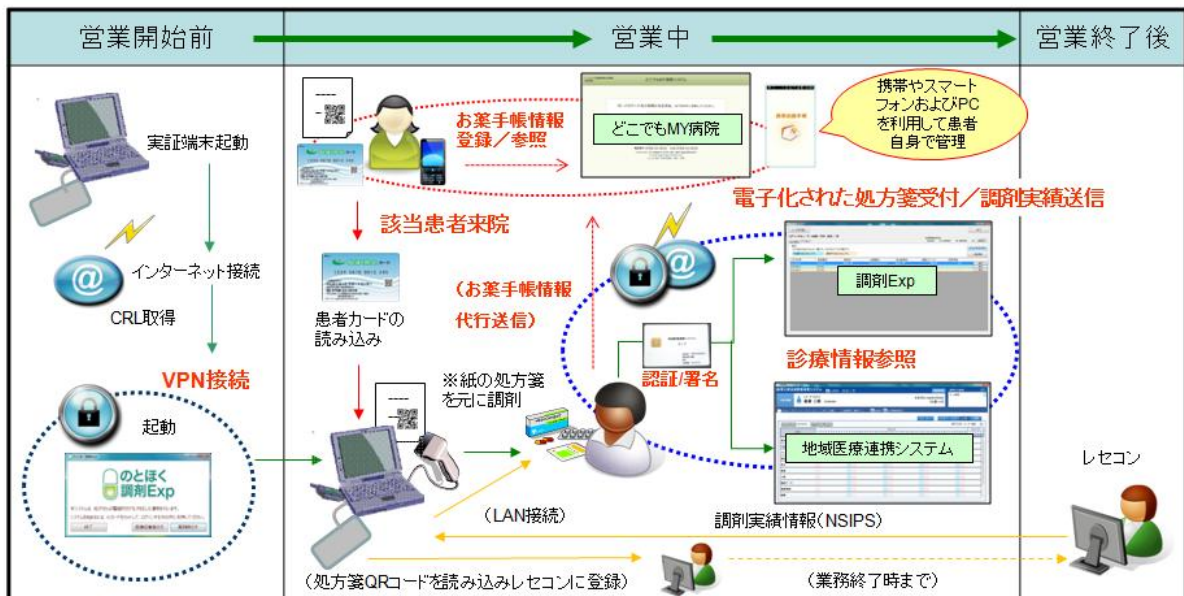 営業開始前
営業中
営業終了後
実証端末起動
インターネット接続
CRL取得
VPN接続
起動
のとほく
調剤Exp
お薬手帳情報
登録／参照
どこでもMY病院
携帯やスマート
フォンおよびPC
を利用して患者
自身で管理
該当患者来院
患者カードの
読み込み
（お薬手帳情報
代行送信）
電子化された処方箋受付／調剤実績送信
調剤Exp
認証/署名
診療情報参照
地域医療連携システム
※紙の処方箋
を元に調剤
（LAN接続）
調剤実績情報（NSIPS）
レセコン
（処方箋QRコードを読み込みレセコンに登録）
（業務終了時まで）